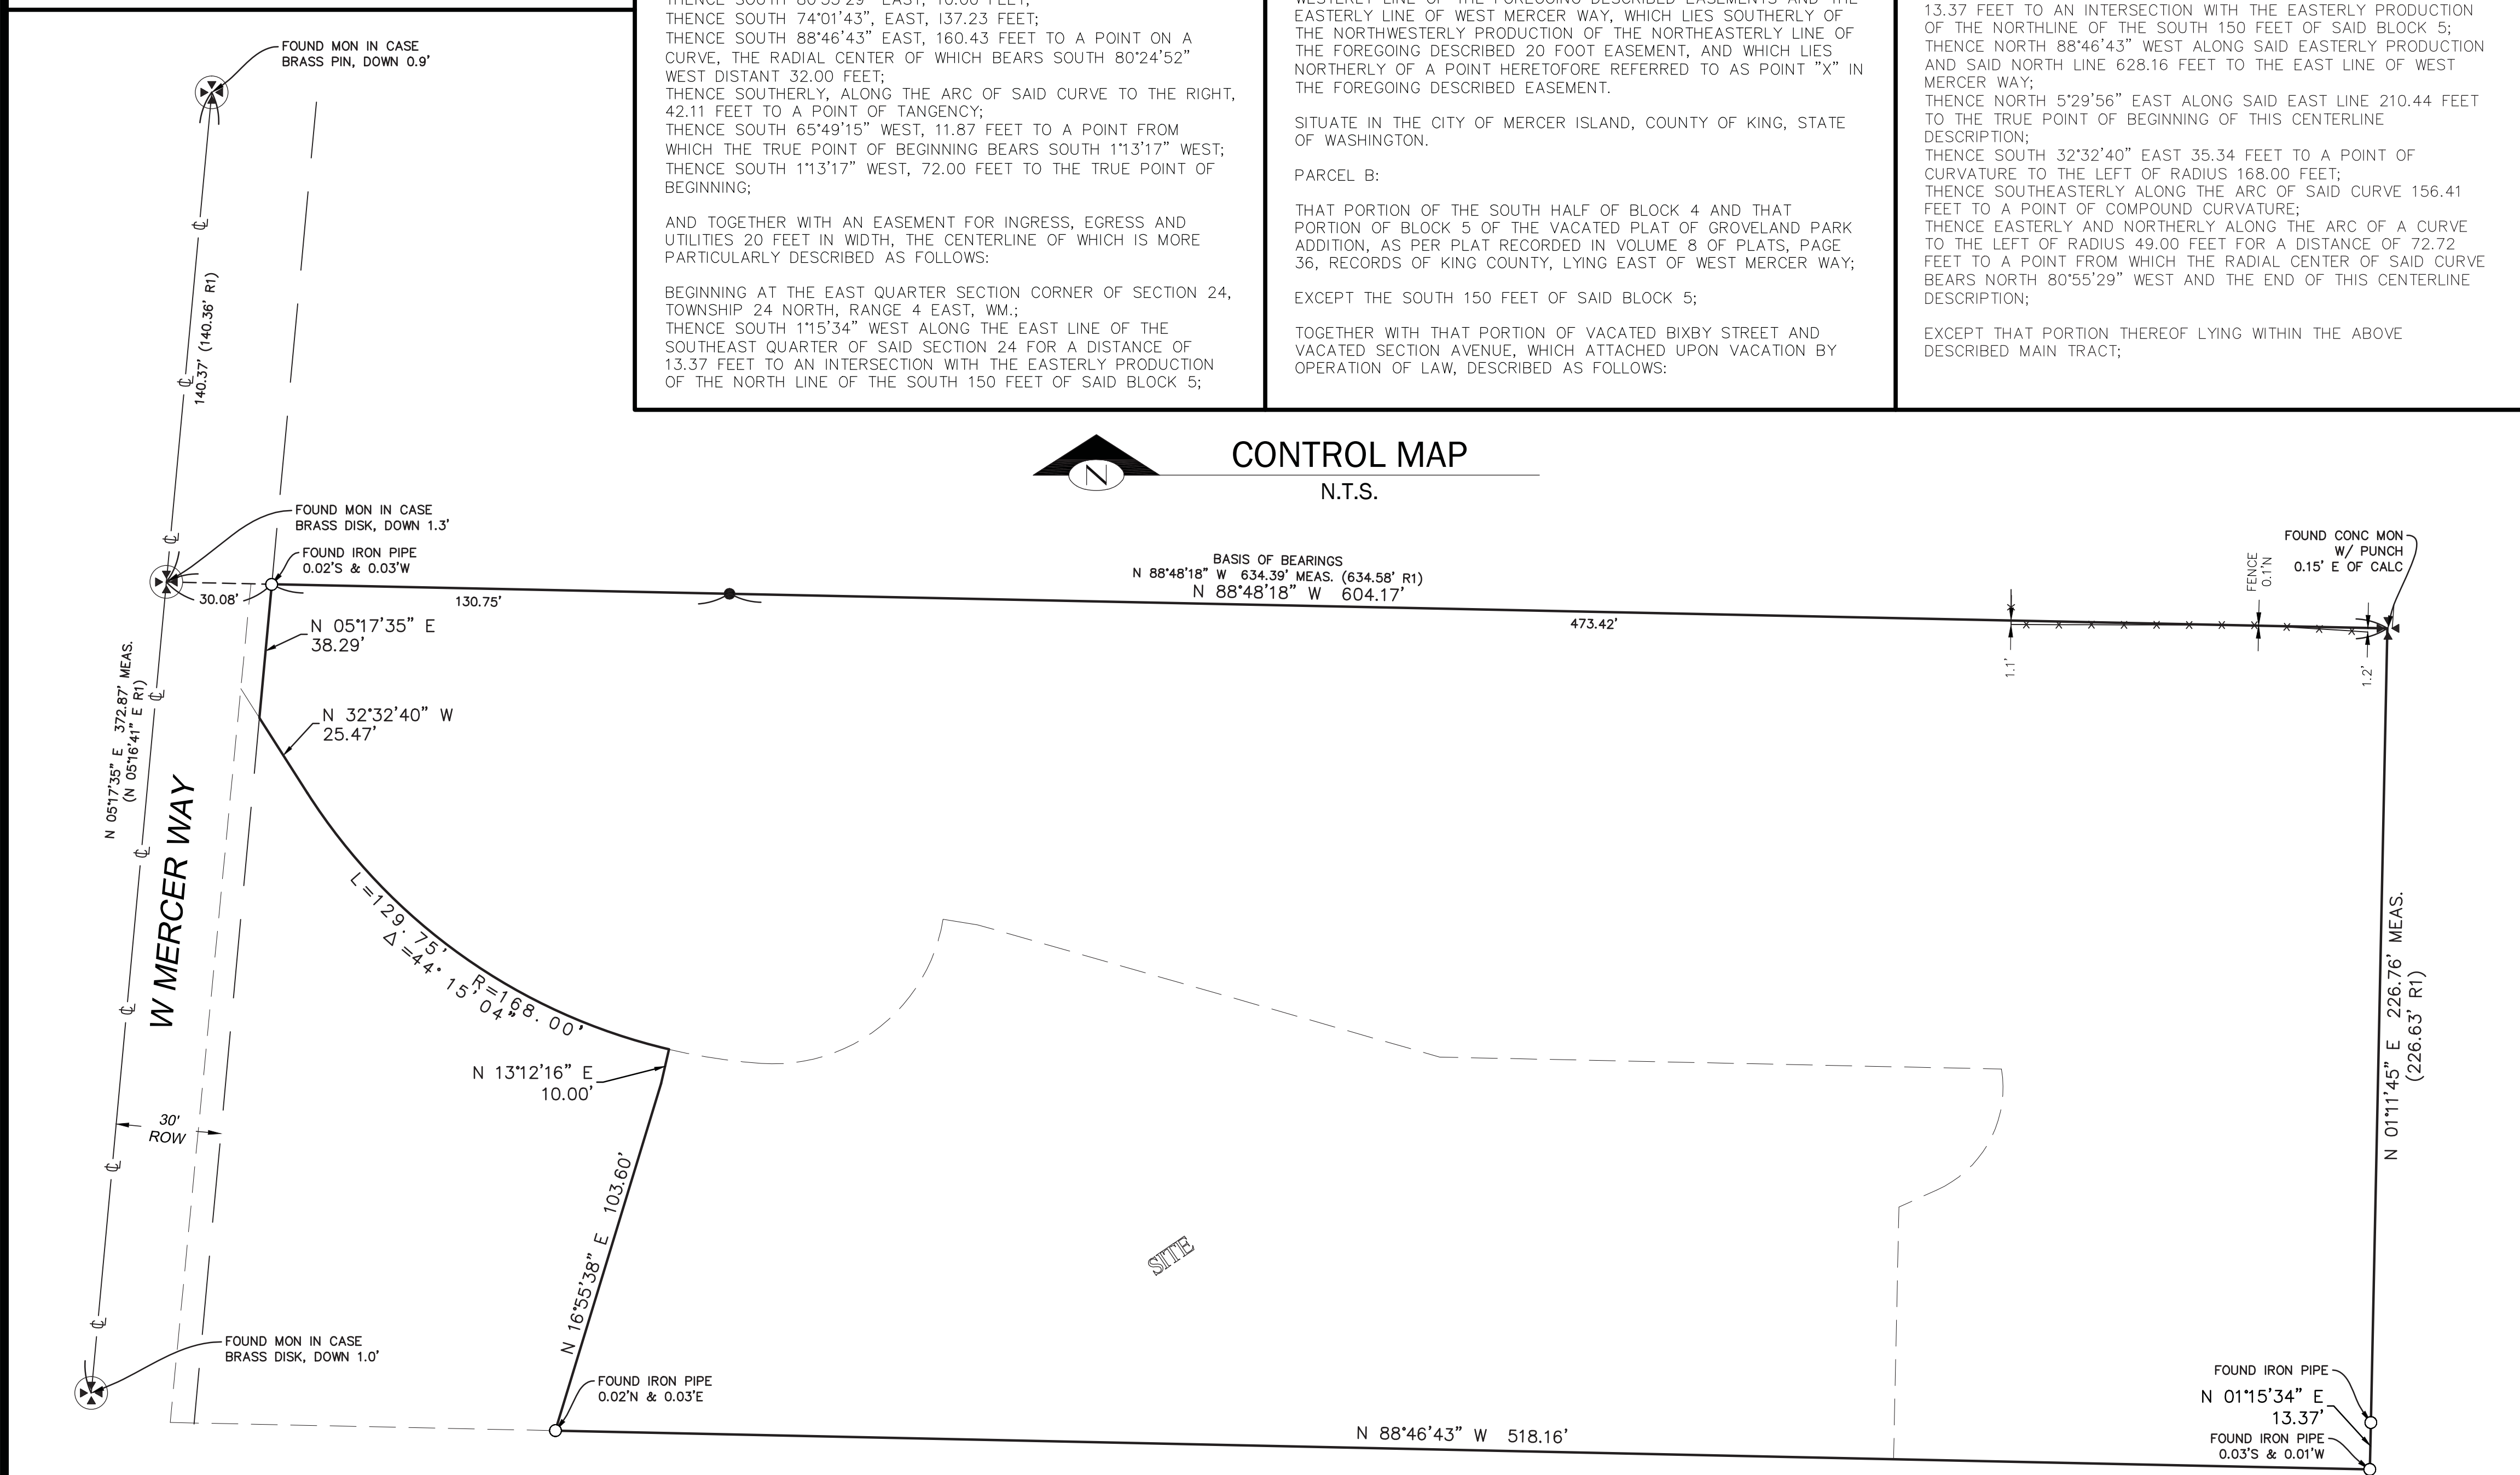 THENCE SOUTH 80°55'29" EAST, 10.00 FEET;
THENCE SOUTH 74°01'43", EAST, 137.23 FEET;
THENCE SOUTH 88°46'43" EAST, 160.43 FEET TO A POINT ON A
CURVE, THE RADIAL CENTER OF WHICH BEARS SOUTH 80°24'52"
WEST DISTANT 32.00 FEET;
THENCE SOUTHERLY, ALONG THE ARC OF SAID CURVE TO THE RIGHT,
42.11 FEET TO A POINT OF TANGENCY;
THENCE SOUTH 65°49'15" WEST, 11.87 FEET TO A POINT FROM
WHICH THE TRUE POINT OF BEGINNING BEARS SOUTH 1°13'17" WEST;
THENCE SOUTH 1°13'17" WEST, 72.00 FEET TO THE TRUE POINT OF
BEGINNING;
AND TOGETHER WITH AN EASEMENT FOR INGRESS, EGRESS AND
UTILITIES 20 FEET IN WIDTH, THE CENTERLINE OF WHICH IS MORE
PARTICULARLY DESCRIBED AS FOLLOWS:
BEGINNING AT THE EAST QUARTER SECTION CORNER OF SECTION 24,
TOWNSHIP 24 NORTH, RANGE 4 EAST, WM.;
THENCE SOUTH 1°15'34" WEST ALONG THE EAST LINE OF THE
SOUTHEAST QUARTER OF SAID SECTION 24 FOR A DISTANCE OF
13.37 FEET TO AN INTERSECTION WITH THE EASTERLY PRODUCTION
OF THE NORTH LINE OF THE SOUTH 150 FEET OF SAID BLOCK 5;
WESTERLY LINE OF THE FOREGOING DESCRIBED EASEMENTS AND THE
EASTERLY LINE OF WEST MERCER WAY, WHICH LIES SOUTHERLY OF
THE NORTHWESTERLY PRODUCTION OF THE NORTHEASTERLY LINE OF
THE FOREGOING DESCRIBED 20 FOOT EASEMENT, AND WHICH LIES
NORTHERLY OF A POINT HERETOFORE REFERRED TO AS POINT "X" IN
THE FOREGOING DESCRIBED EASEMENT.
SITUATE IN THE CITY OF MERCER ISLAND, COUNTY OF KING, STATE
OF WASHINGTON.
PARCEL B:
THAT PORTION OF THE SOUTH HALF OF BLOCK 4 AND THAT
PORTION OF BLOCK 5 OF THE VACATED PLAT OF GROVELAND PARK
ADDITION, AS PER PLAT RECORDED IN VOLUME 8 OF PLATS, PAGE
36, RECORDS OF KING COUNTY, LYING EAST OF WEST MERCER WAY;
EXCEPT THE SOUTH 150 FEET OF SAID BLOCK 5;
TOGETHER WITH THAT PORTION OF VACATED BIXBY STREET AND
VACATED SECTION AVENUE, WHICH ATTACHED UPON VACATION BY
OPERATION OF LAW, DESCRIBED AS FOLLOWS:
13.37 FEET TO AN INTERSECTION WITH THE EASTERLY PRODUCTION
OF THE NORTHLINE OF THE SOUTH 150 FEET OF SAID BLOCK 5;
THENCE NORTH 88°46'43" WEST ALONG SAID EASTERLY PRODUCTION
AND SAID NORTH LINE 628.16 FEET TO THE EAST LINE OF WEST
MERCER WAY;
THENCE NORTH 5°29'56" EAST ALONG SAID EAST LINE 210.44 FEET
TO THE TRUE POINT OF BEGINNING OF THIS CENTERLINE
DESCRIPTION;
THENCE SOUTH 32°32'40" EAST 35.34 FEET TO A POINT OF
CURVATURE TO THE LEFT OF RADIUS 168.00 FEET;
THENCE SOUTHEASTERLY ALONG THE ARC OF SAID CURVE 156.41
FEET TO A POINT OF COMPOUND CURVATURE;
THENCE EASTERLY AND NORTHERLY ALONG THE ARC OF A CURVE
TO THE LEFT OF RADIUS 49.00 FEET FOR A DISTANCE OF 72.72
FEET TO A POINT FROM WHICH THE RADIAL CENTER OF SAID CURVE
BEARS NORTH 80°55'29" WEST AND THE END OF THIS CENTERLINE
DESCRIPTION;
EXCEPT THAT PORTION THEREOF LYING WITHIN THE ABOVE
DESCRIBED MAIN TRACT;
N
CONTROL MAP
N.T.S.
FOUND MON IN CASE
BRASS PIN, DOWN 0.9'
140.37' (140.36' R1)
FOUND MON IN CASE
BRASS DISK, DOWN 1.3'
FOUND IRON PIPE
0.02'S & 0.03'W
30.08'
130.75'
BASIS OF BEARINGS
N 88°48'18" W 634.39' MEAS. (634.58' R1)
N 88°48'18" W 604.17'
473.42'
FENCE
0.1'N
1.1'
1.2'
FOUND CONC MON
W/ PUNCH
0.15' E OF CALC
N 05°17'35" E
38.29'
N 32°32'40" W
25.47'
N 05°17'35" E 372.87' MEAS.
(N 05°16'41" E R1)
W MERCER WAY
L=129.75'
R=168.00'
Δ=44°15'04"
N 13°12'16" E
10.00'
30'
ROW
N 16°55'38" E 103.60'
SITE
N 01°11'45" E 226.76' MEAS.
(226.63' R1)
FOUND MON IN CASE
BRASS DISK, DOWN 1.0'
FOUND IRON PIPE
0.02'N & 0.03'E
N 88°46'43" W 518.16'
FOUND IRON PIPE
N 01°15'34" E
13.37'
FOUND IRON PIPE
0.03'S & 0.01'W